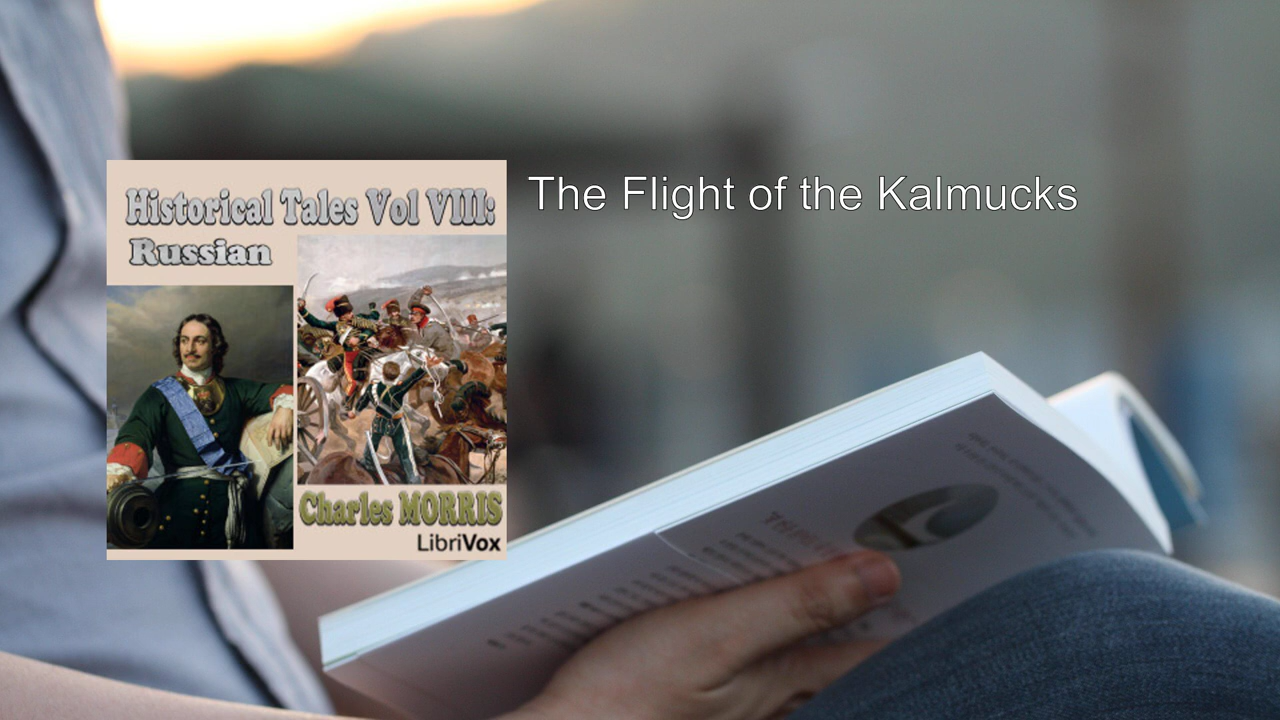 Historical Tales Vol VIII:
Russian
Charles MORRIS
LibriVox
The Flight of the Kalmucks